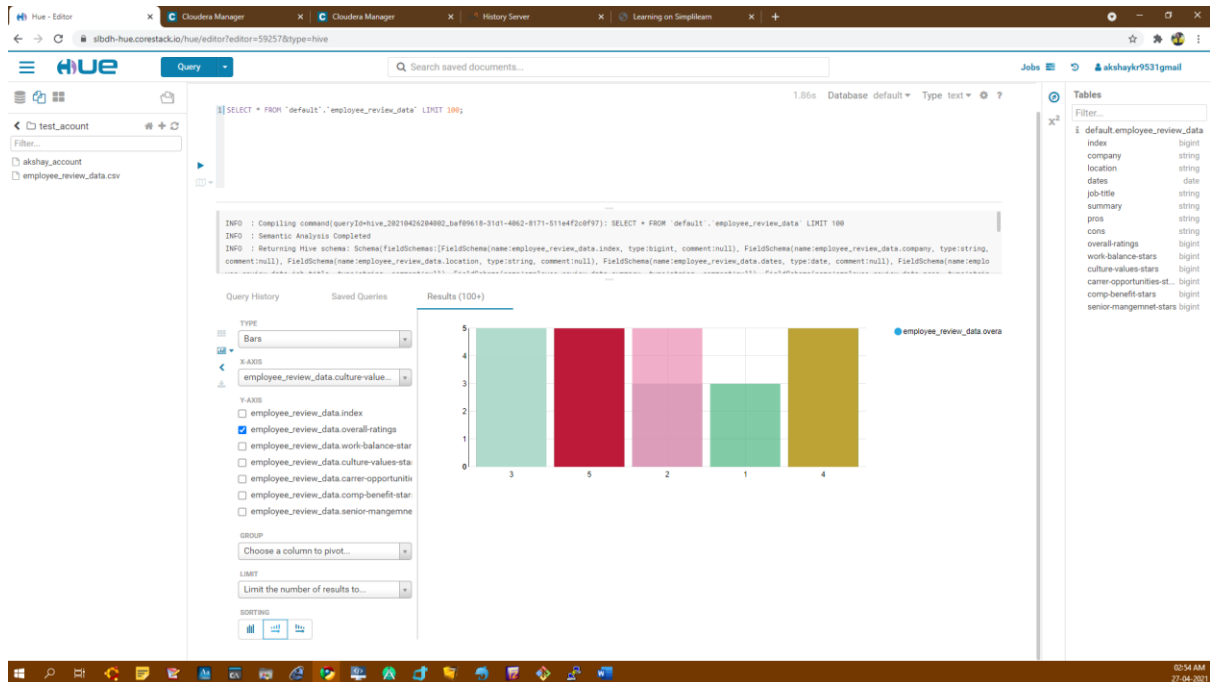 Hue - Editor
Cloudera Manager
Cloudera Manager
History Server
Learning on Simplilearn
slbdh-hue.corestack.io/hue/editor?editor=59257&type=hive
HUE
Query
Search saved documents...
Jobs
akshaykr9531gmail
test_acount
Filter...
akshay_account
employee_review_data.csv
1.86s Database default Type text ?
1 SELECT * FROM `default`.`employee_review_data` LIMIT 100;
INFO : Compiling command(queryId=hive_20210426204002_baf09618-31d1-4062-8171-511e4f2c0f97): SELECT * FROM `default`.`employee_review_data` LIMIT 100
INFO : Semantic Analysis Completed
INFO : Returning Hive schema: Schema(fieldSchemas:[FieldSchema(name:employee_review_data.index, type:bigint, comment:null), FieldSchema(name:employee_review_data.company, type:string,
comment:null), FieldSchema(name:employee_review_data.location, type:string, comment:null), FieldSchema(name:employee_review_data.dates, type:date, comment:null), FieldSchema(name:emplo
Query History
Saved Queries
Results (100+)
TYPE
Bars
X-AXIS
employee_review_data.culture-value...
Y-AXIS
employee_review_data.index
employee_review_data.overall-ratings
employee_review_data.work-balance-star
employee_review_data.culture-values-sta
employee_review_data.carrer-opportuniti
employee_review_data.comp-benefit-star
employee_review_data.senior-mangemne
GROUP
Choose a column to pivot...
LIMIT
Limit the number of results to...
SORTING
employee_review_data.overa
5
4
3
2
1
0
3 5 2 1 4
Tables
Filter...
default.employee_review_data
index bigint
company string
location string
dates date
job-title string
summary string
pros string
cons string
overall-ratings bigint
work-balance-stars bigint
culture-values-stars bigint
carrer-opportunities-st... bigint
comp-benefit-stars bigint
senior-mangemnet-stars bigint
02:54 AM
27-04-2021